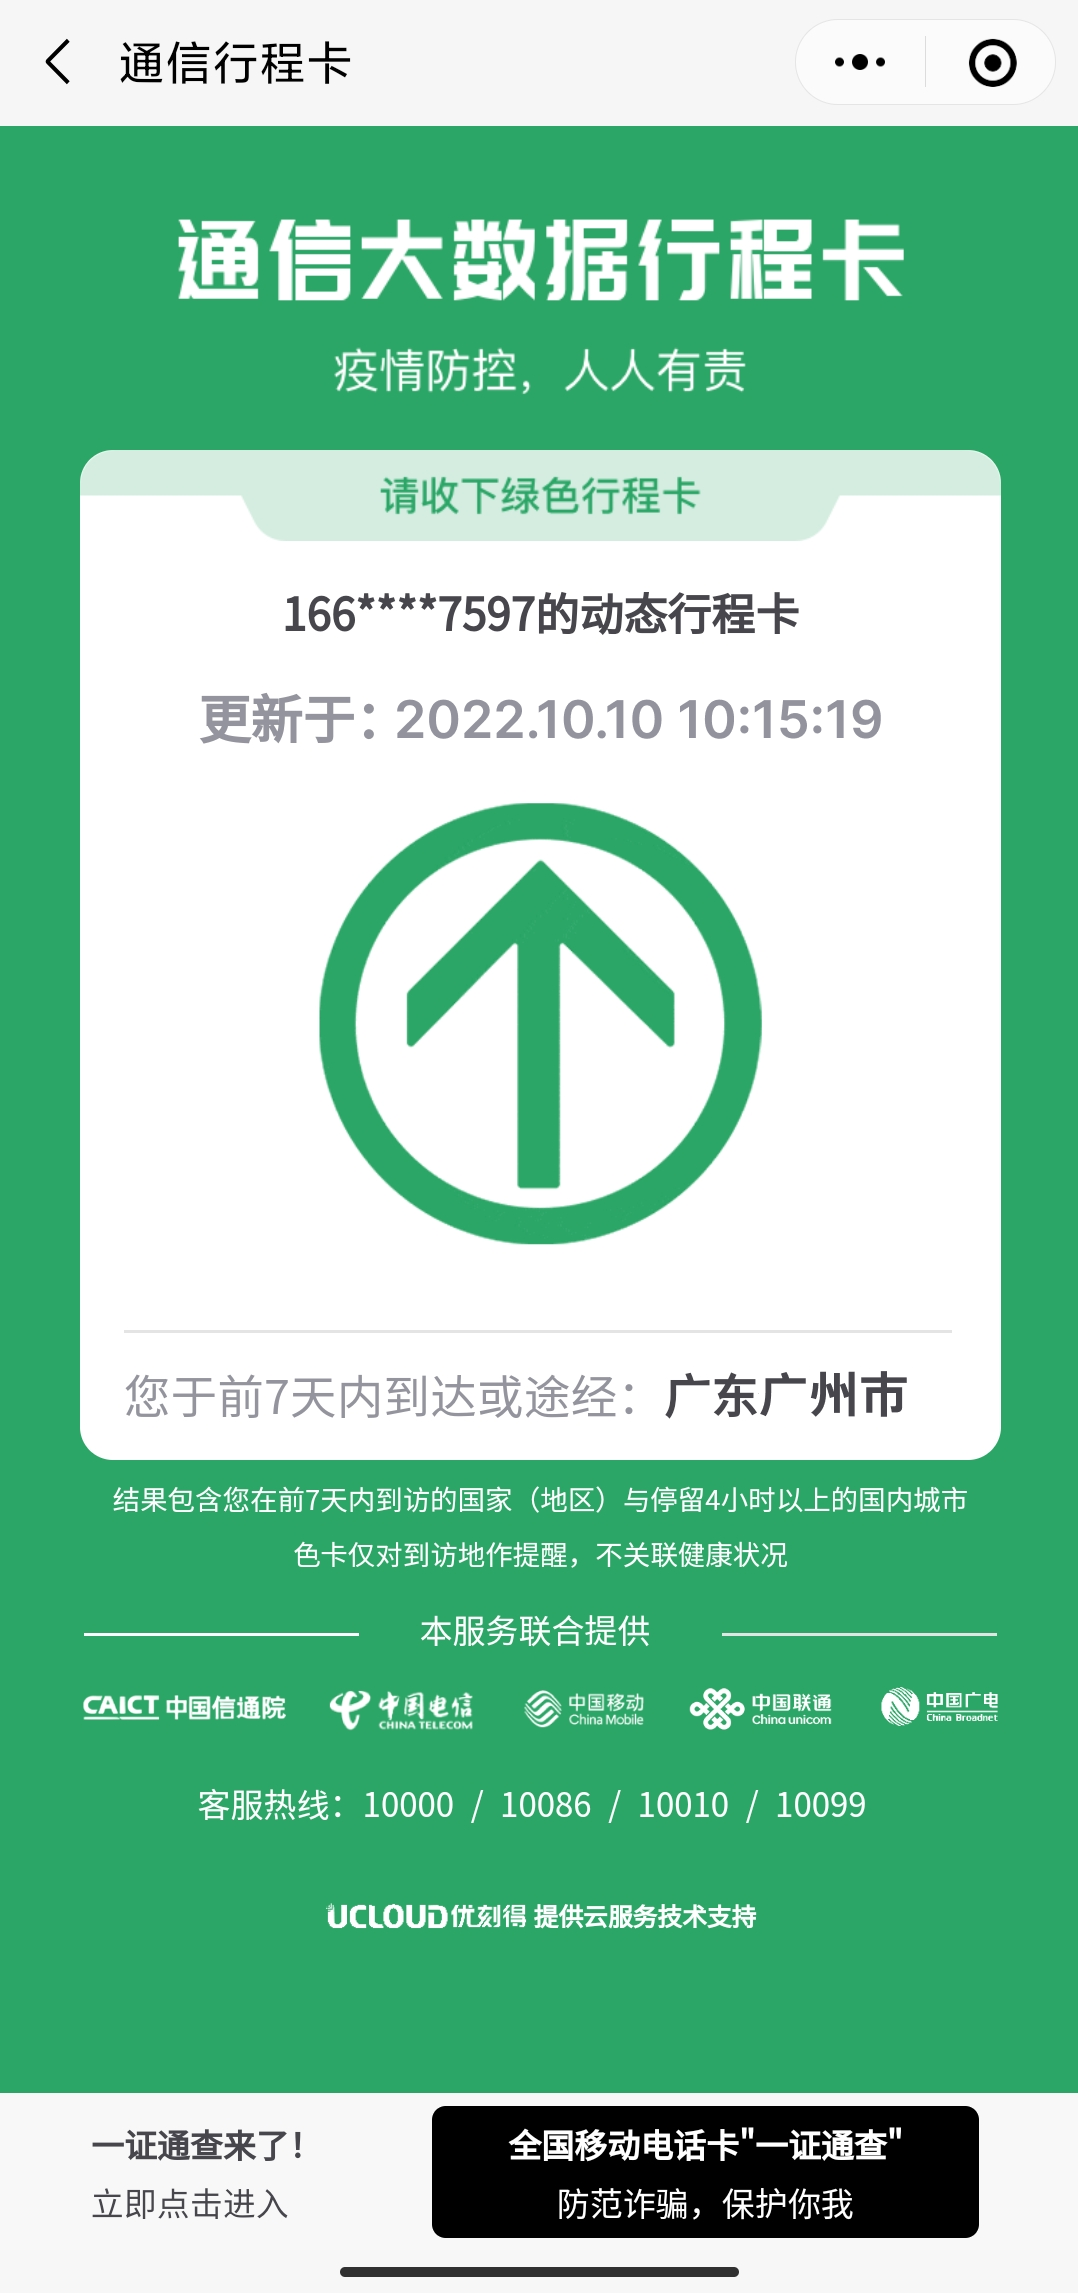 通信行程卡
通信大数据行程卡
疫情防控，人人有责
请收下绿色行程卡
166****7597的动态行程卡
更新于：2022.10.10 10:15:19
您于前7天内到达或途经：广东广州市
结果包含您在前7天内到访的国家（地区）与停留4小时以上的国内城市
色卡仅对到访地作提醒，不关联健康状况
本服务联合提供
CAICT 中国信通院
中国电信
CHINA TELECOM
中国移动
China Mobile
中国联通
China unicom
中国广电
China Broadnet
客服热线：10000 / 10086 / 10010 / 10099
UCLOUD优刻得 提供云服务技术支持
一证通查来了！
立即点击进入
全国移动电话卡"一证通查"
防范诈骗，保护你我